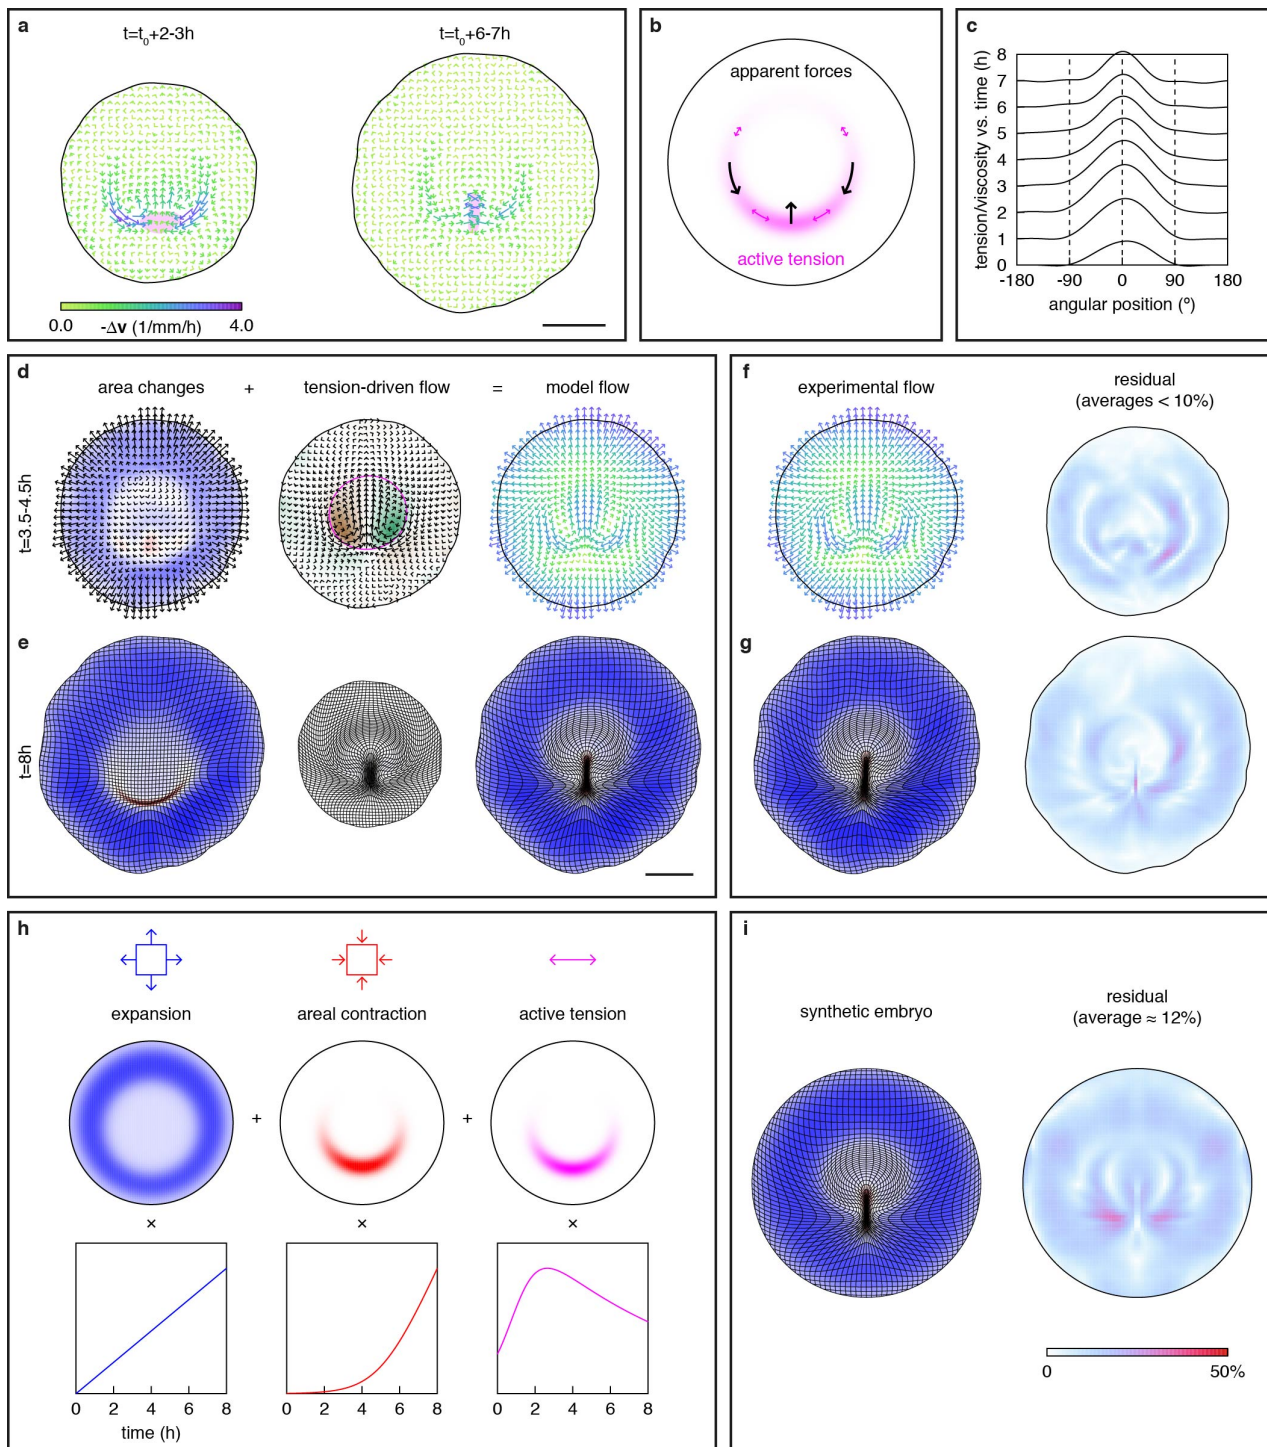 a
t=t0+2-3h
t=t0+6-7h
0.0
-Δv (1/mm/h)
4.0
b
apparent forces
active tension
c
tension/viscosity vs. time (h)
8
7
6
5
4
3
2
1
0
-180
-90
0
90
180
angular position (º)
d
area changes
+
tension-driven flow
=
model flow
t=3.5-4.5h
e
t=8h
f
experimental flow
residual
(averages < 10%)
g
h
expansion
areal contraction
active tension
+
+
×
×
×
0
2
4
6
8
0
2
4
6
8
0
2
4
6
8
time (h)
i
synthetic embryo
residual
(average ≈ 12%)
0
50%